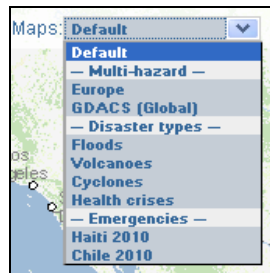 Maps: Default
Default
— Multi-hazard —
Europe
GDACS (Global)
— Disaster types —
Floods
Volcanoes
Cyclones
Health crises
— Emergencies —
Haiti 2010
Chile 2010